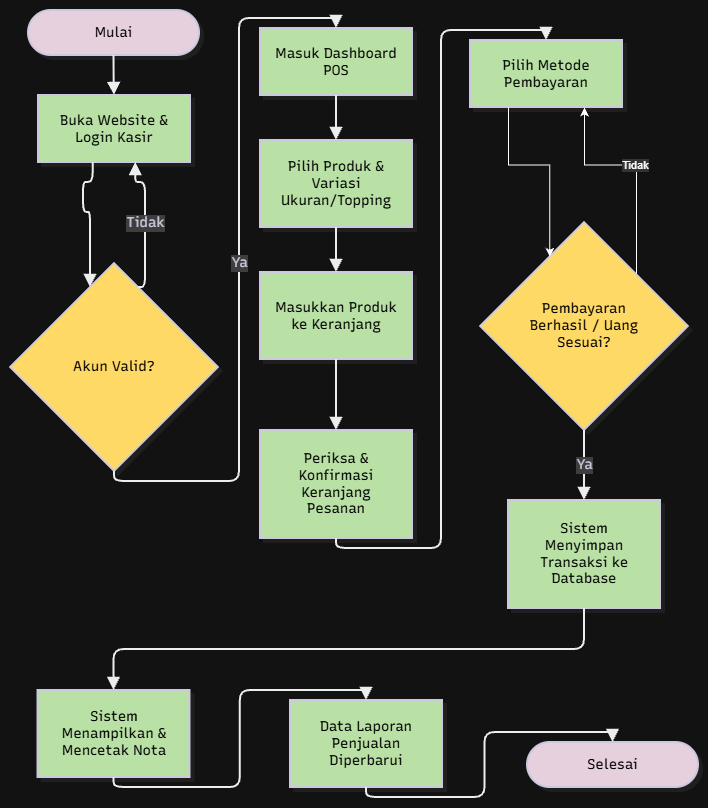 Mulai
Buka Website &
Login Kasir
Tidak
Akun Valid?
Ya
Masuk Dashboard
POS
Pilih Produk &
Variasi
Ukuran/Topping
Masukkan Produk
ke Keranjang
Periksa &
Konfirmasi
Keranjang
Pesanan
Pilih Metode
Pembayaran
Tidak
Pembayaran
Berhasil / Uang
Sesuai?
Ya
Sistem
Menyimpan
Transaksi ke
Database
Sistem
Menampilkan &
Mencetak Nota
Data Laporan
Penjualan
Diperbarui
Selesai